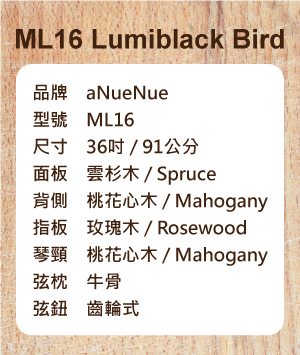 ML16 Lumiblack Bird
品牌 aNueNue
型號 ML16
尺寸 36吋 / 91公分
面板 雲杉木 / Spruce
背側 桃花心木 / Mahogany
指板 玫瑰木 / Rosewood
琴頸 桃花心木 / Mahogany
弦枕 牛骨
弦鈕 齒輪式